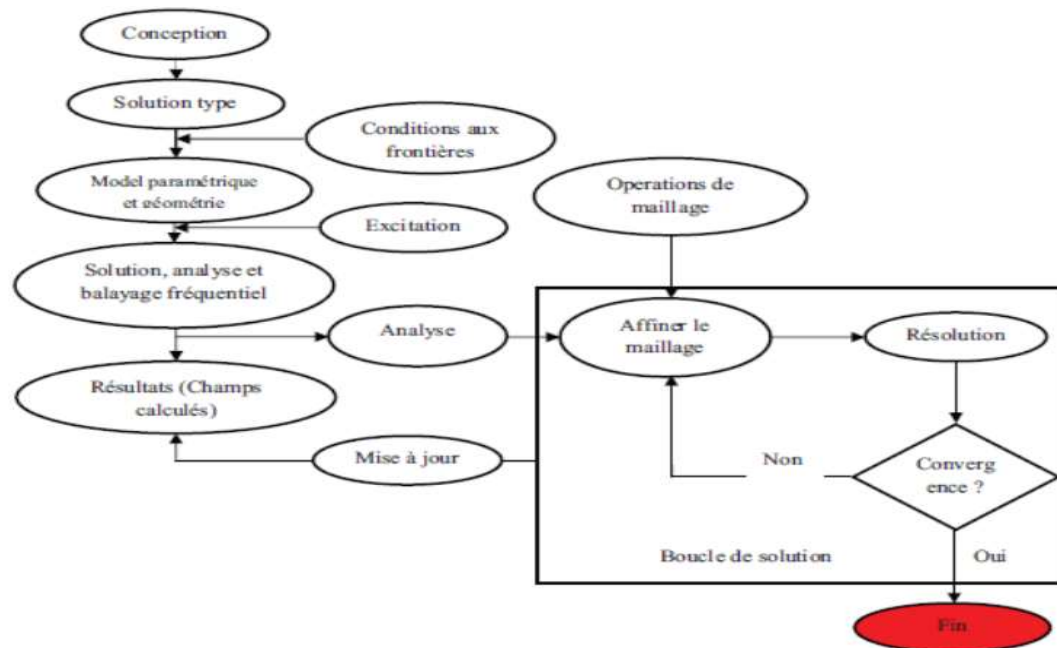 Conception
Solution type
Conditions aux
frontières
Model paramétrique
et géométrie
Operations de
maillage
Excitation
Solution, analyse et
balayage fréquentiel
Analyse
Affiner le
maillage
Résolution
Résultats (Champs
calculés)
Mise à jour
Non
Converg
ence ?
Boucle de solution
Oui
Fin